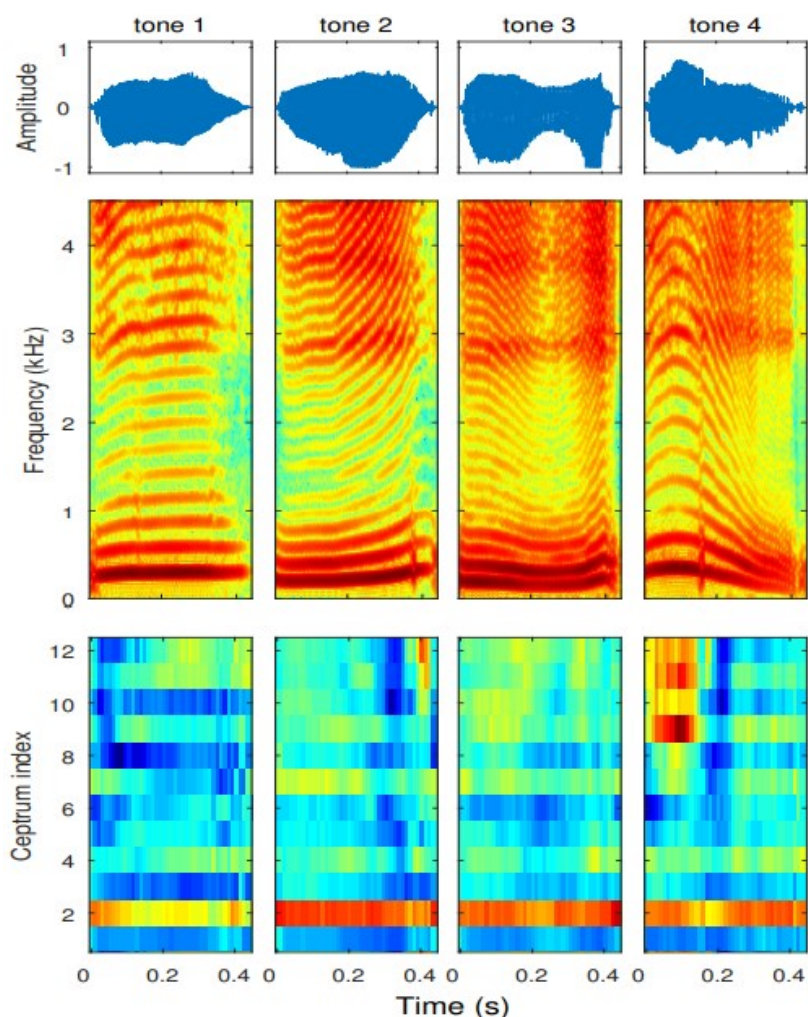 tone 1 tone 2 tone 3 tone 4
Amplitude
1
0
-1
Frequency (kHz)
4
3
2
1
0
Ceptrum index
12
10
8
6
4
2
0 0.2 0.4 0 0.2 0.4 0 0.2 0.4 0 0.2 0.4
Time (s)